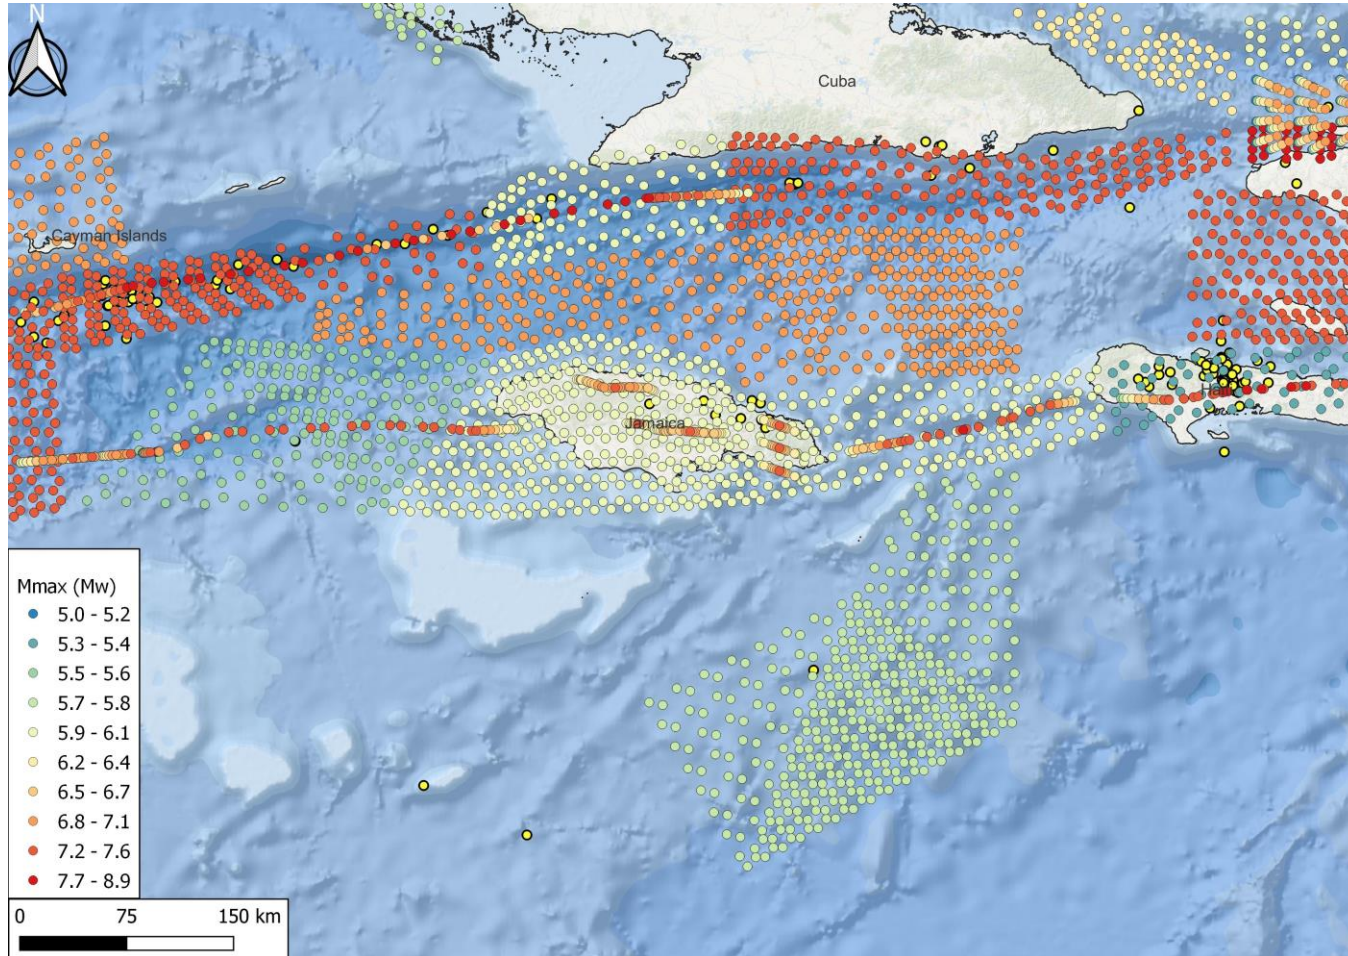 N
Cuba
Cayman Islands
Jamaica
Mmax (Mw)
5.0 - 5.2
5.3 - 5.4
5.5 - 5.6
5.7 - 5.8
5.9 - 6.1
6.2 - 6.4
6.5 - 6.7
6.8 - 7.1
7.2 - 7.6
7.7 - 8.9
0 75 150 km